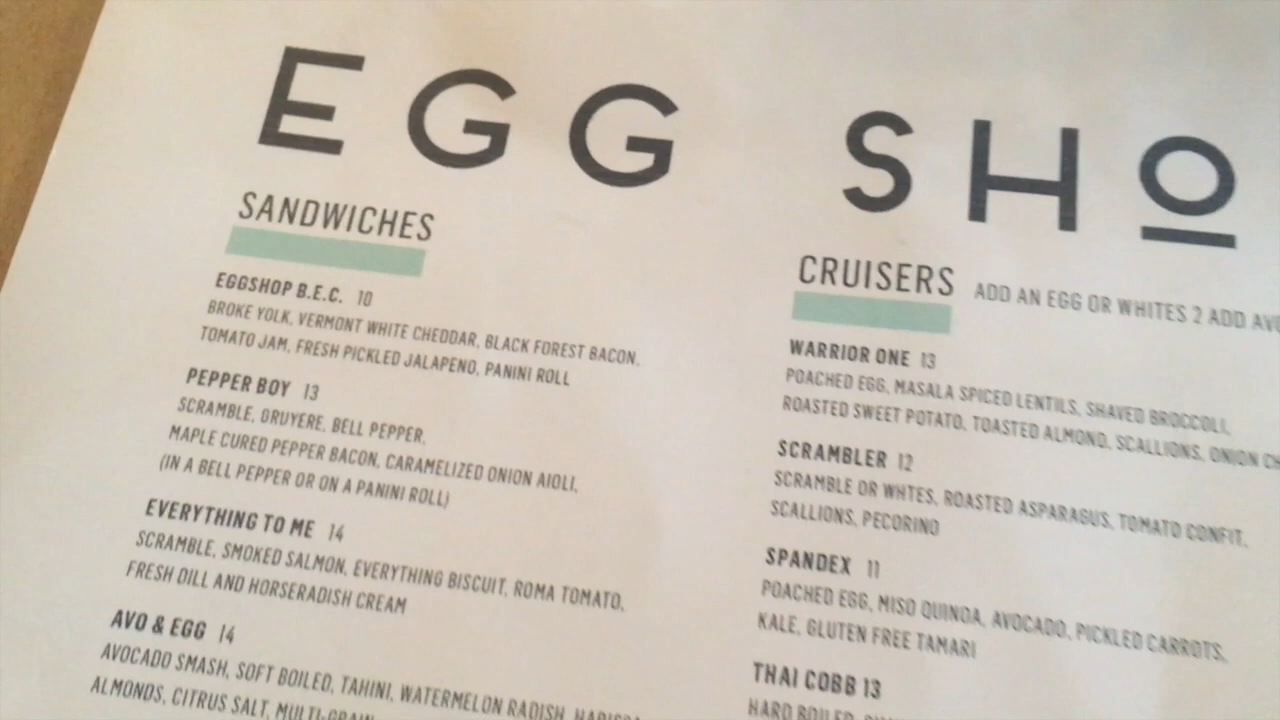 EGG SHO
SANDWICHES
EGGSHOP B.E.C. 10
BROKE YOLK, VERMONT WHITE CHEDDAR, BLACK FOREST BACON,
TOMATO JAM, FRESH PICKLED JALAPENO, PANINI ROLL
PEPPER BOY 13
SCRAMBLE, GRUYERE, BELL PEPPER,
MAPLE CURED PEPPER BACON, CARAMELIZED ONION AIOLI,
(IN A BELL PEPPER OR ON A PANINI ROLL)
EVERYTHING TO ME 14
SCRAMBLE, SMOKED SALMON, EVERYTHING BISCUIT, ROMA TOMATO,
FRESH DILL AND HORSERADISH CREAM
AVO & EGG 14
AVOCADO SMASH, SOFT BOILED, TAHINI, WATERMELON RADISH,
ALMONDS, CITRUS SALT, MULTI-GRAIN
CRUISERS ADD AN EGG OR WHITES 2 ADD
WARRIOR ONE 13
POACHED EGG, MASALA SPICED LENTILS, SHAVED BROCCOLI,
ROASTED SWEET POTATO, TOASTED ALMOND, SCALLIONS, ONION
SCRAMBLER 12
SCRAMBLE OR WHTES, ROASTED ASPARAGUS, TOMATO CONFIT,
SCALLIONS, PECORINO
SPANDEX 11
POACHED EGG, MISO QUINOA, AVOCADO, PICKLED CARROTS,
KALE, GLUTEN FREE TAMARI
THAI COBB 13
HARD BOILED,